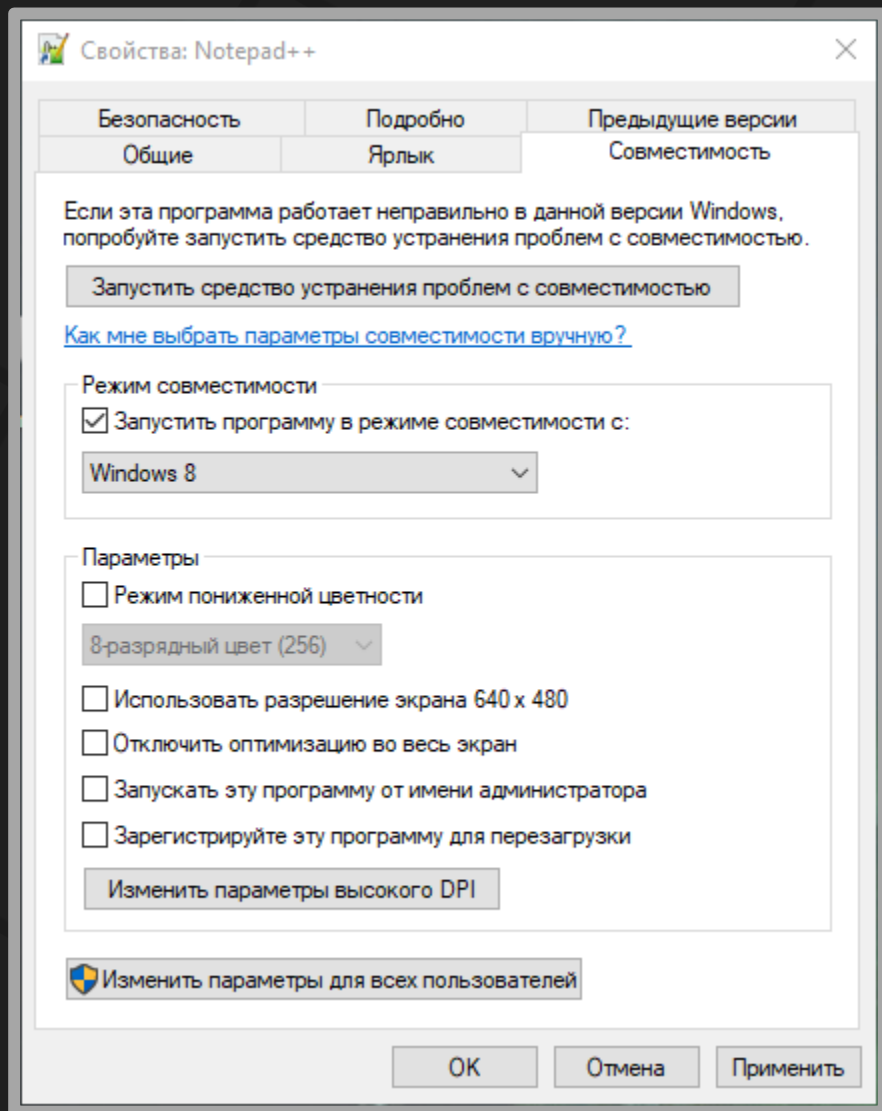 Свойства: Notepad++
Безопасность
Подробно
Предыдущие версии
Общие
Ярлык
Совместимость
Если эта программа работает неправильно в данной версии Windows,
попробуйте запустить средство устранения проблем с совместимостью.
Запустить средство устранения проблем с совместимостью
Как мне выбрать параметры совместимости вручную?
Режим совместимости
Запустить программу в режиме совместимости с:
Windows 8
Параметры
Режим пониженной цветности
8-разрядный цвет (256)
Использовать разрешение экрана 640 x 480
Отключить оптимизацию во весь экран
Запускать эту программу от имени администратора
Зарегистрируйте эту программу для перезагрузки
Изменить параметры высокого DPI
Изменить параметры для всех пользователей
ОК
Отмена
Применить